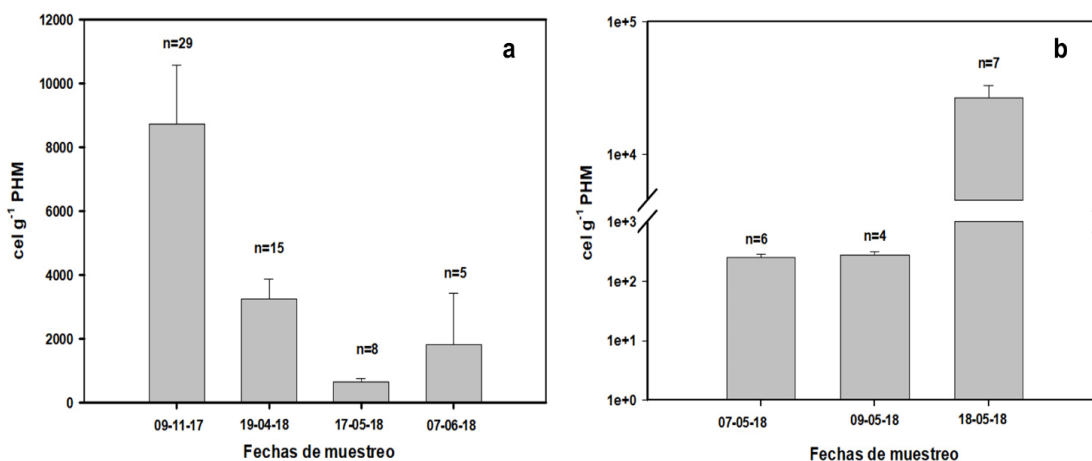 a
12000
10000
8000
6000
4000
2000
0
cel g⁻¹ PHM
n=29
n=15
n=8
n=5
09-11-17 19-04-18 17-05-18 07-06-18
Fechas de muestreo
b
1e+5
1e+4
1e+3
1e+2
1e+1
1e+0
cel g⁻¹ PHM
n=6
n=4
n=7
07-05-18 09-05-18 18-05-18
Fechas de muestreo